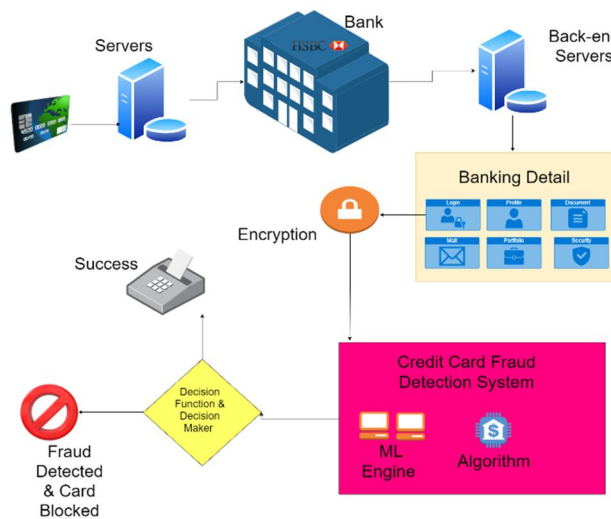 Bank
HSBC
Servers
Back-end
Servers
Banking Detail
Login
Profile
Document
Mail
Portfolio
Security
Encryption
Success
Credit Card Fraud
Detection System
ML
Engine
Algorithm
Decision
Function &
Decision
Maker
Fraud
Detected
& Card
Blocked